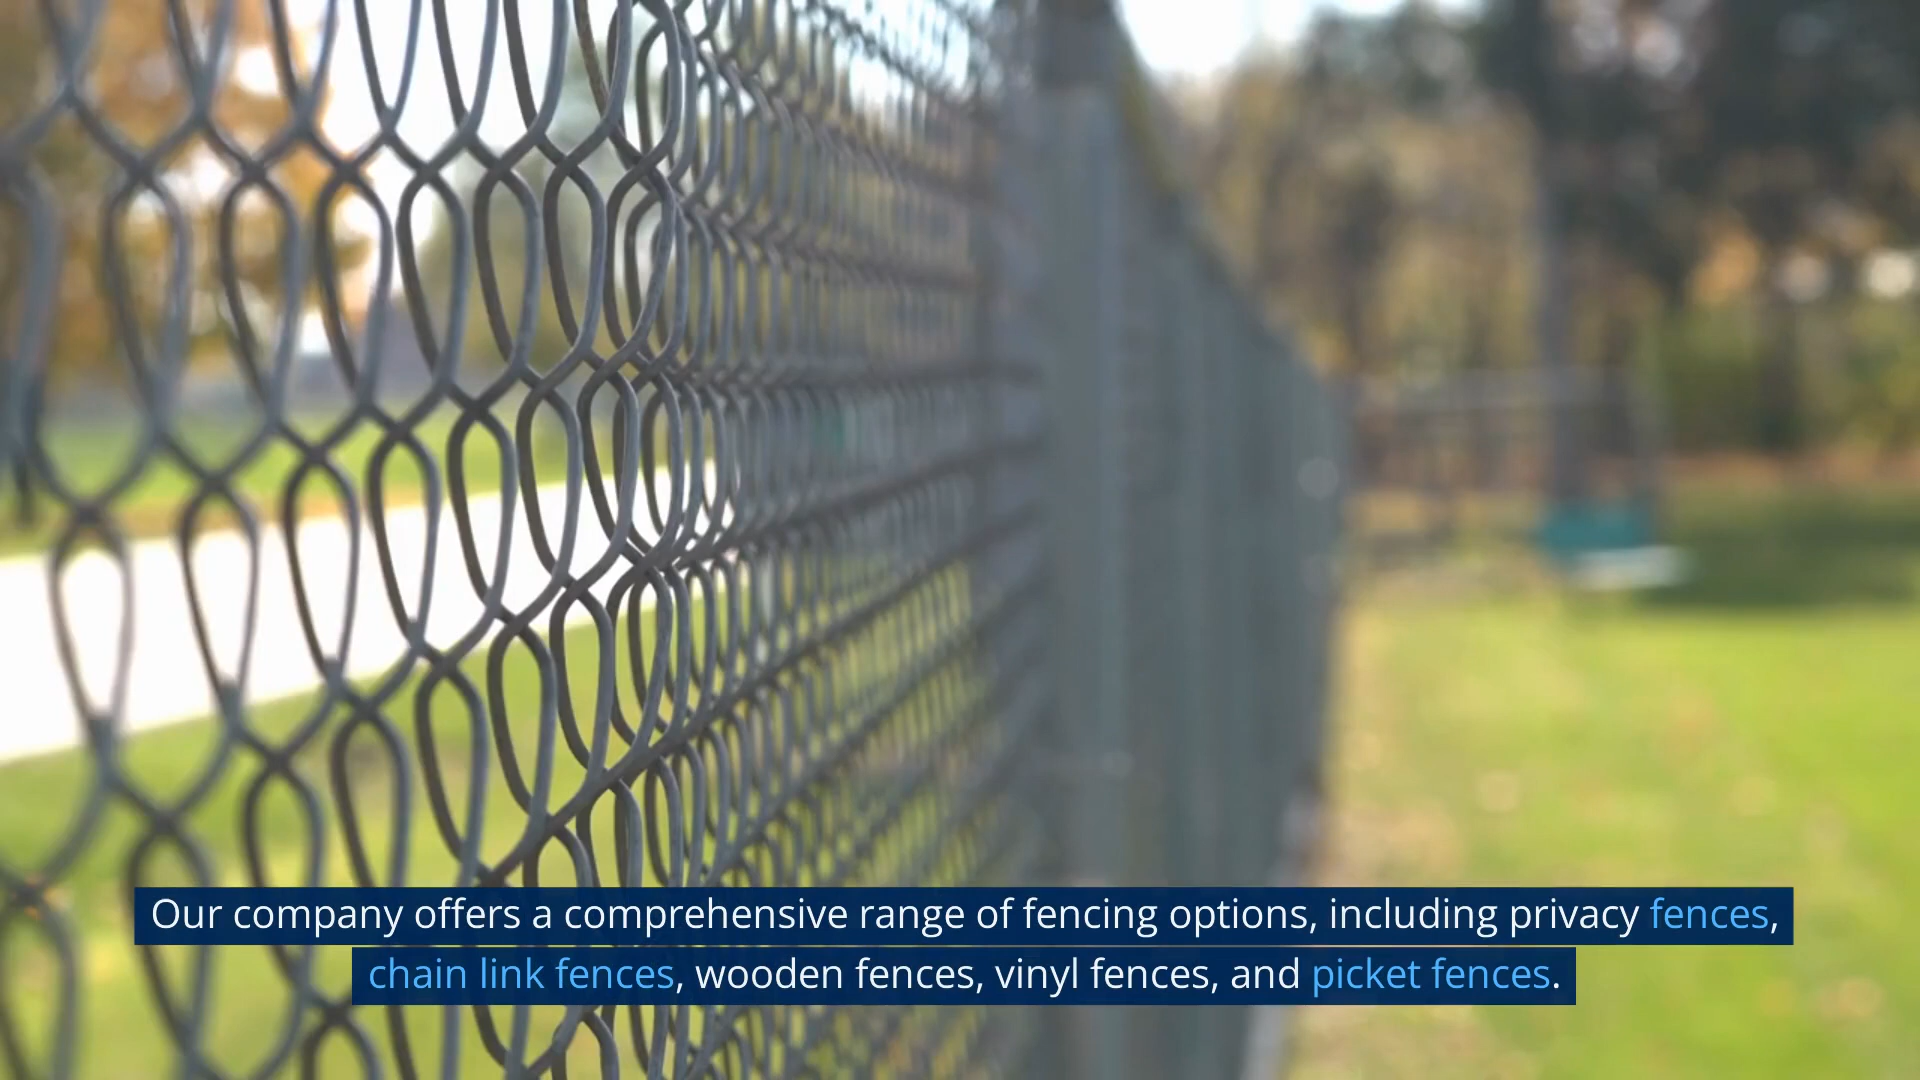 Our company offers a comprehensive range of fencing options, including privacy fences,
chain link fences, wooden fences, vinyl fences, and picket fences.